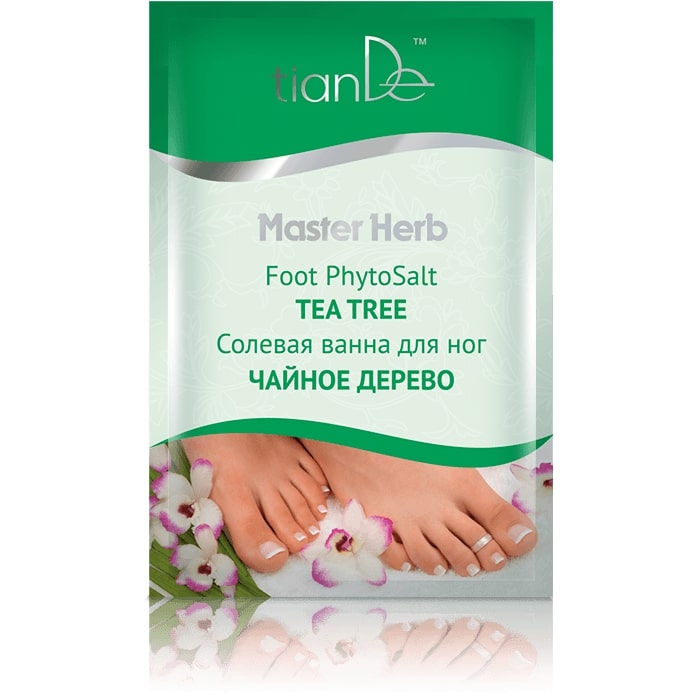 tianDe™
Master Herb
Foot PhytoSalt
TEA TREE
Солевая ванна для ног
ЧАЙНОЕ ДЕРЕВО